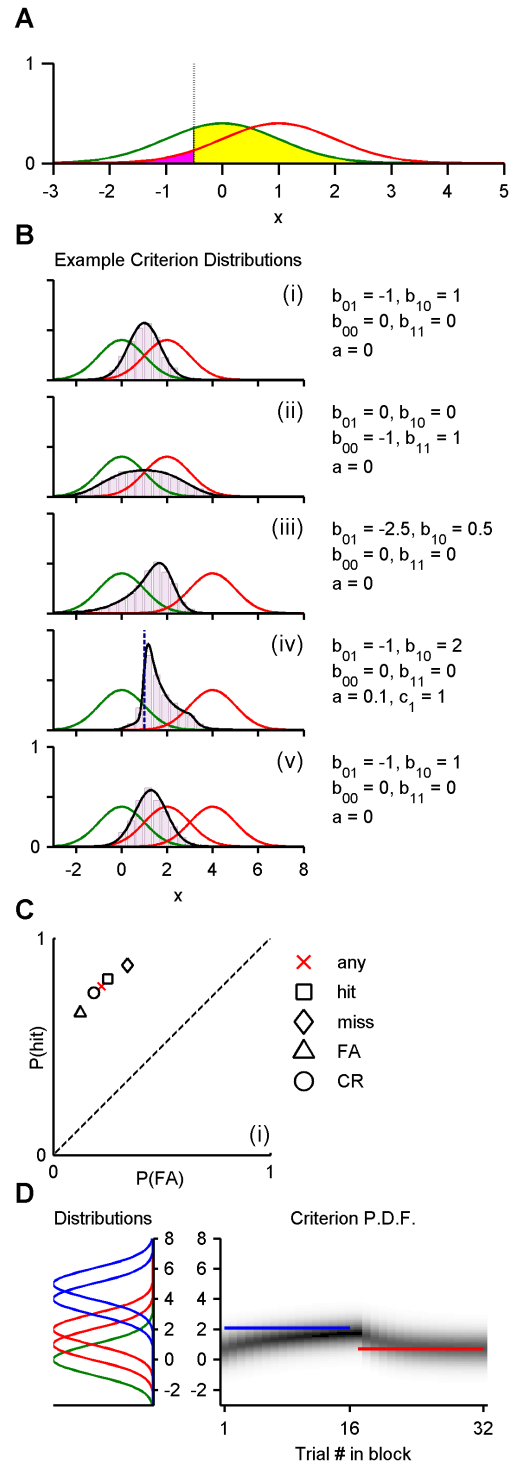 A
1
0
-3 -2 -1 0 1 2 3 4 5
x
B
Example Criterion Distributions
(i)
b01 = -1, b10 = 1
b00 = 0, b11 = 0
a = 0
(ii)
b01 = 0, b10 = 0
b00 = -1, b11 = 1
a = 0
(iii)
b01 = -2.5, b10 = 0.5
b00 = 0, b11 = 0
a = 0
(iv)
b01 = -1, b10 = 2
b00 = 0, b11 = 0
a = 0.1, c1 = 1
1
(v)
b01 = -1, b10 = 1
b00 = 0, b11 = 0
a = 0
0
-2 0 2 4 6 8
x
C
1
P(hit)
0
0 1
P(FA)
(i)
any
hit
miss
FA
CR
D
Distributions
8
6
4
2
0
-2
Criterion P.D.F.
8
6
4
2
0
-2
1 16 32
Trial # in block